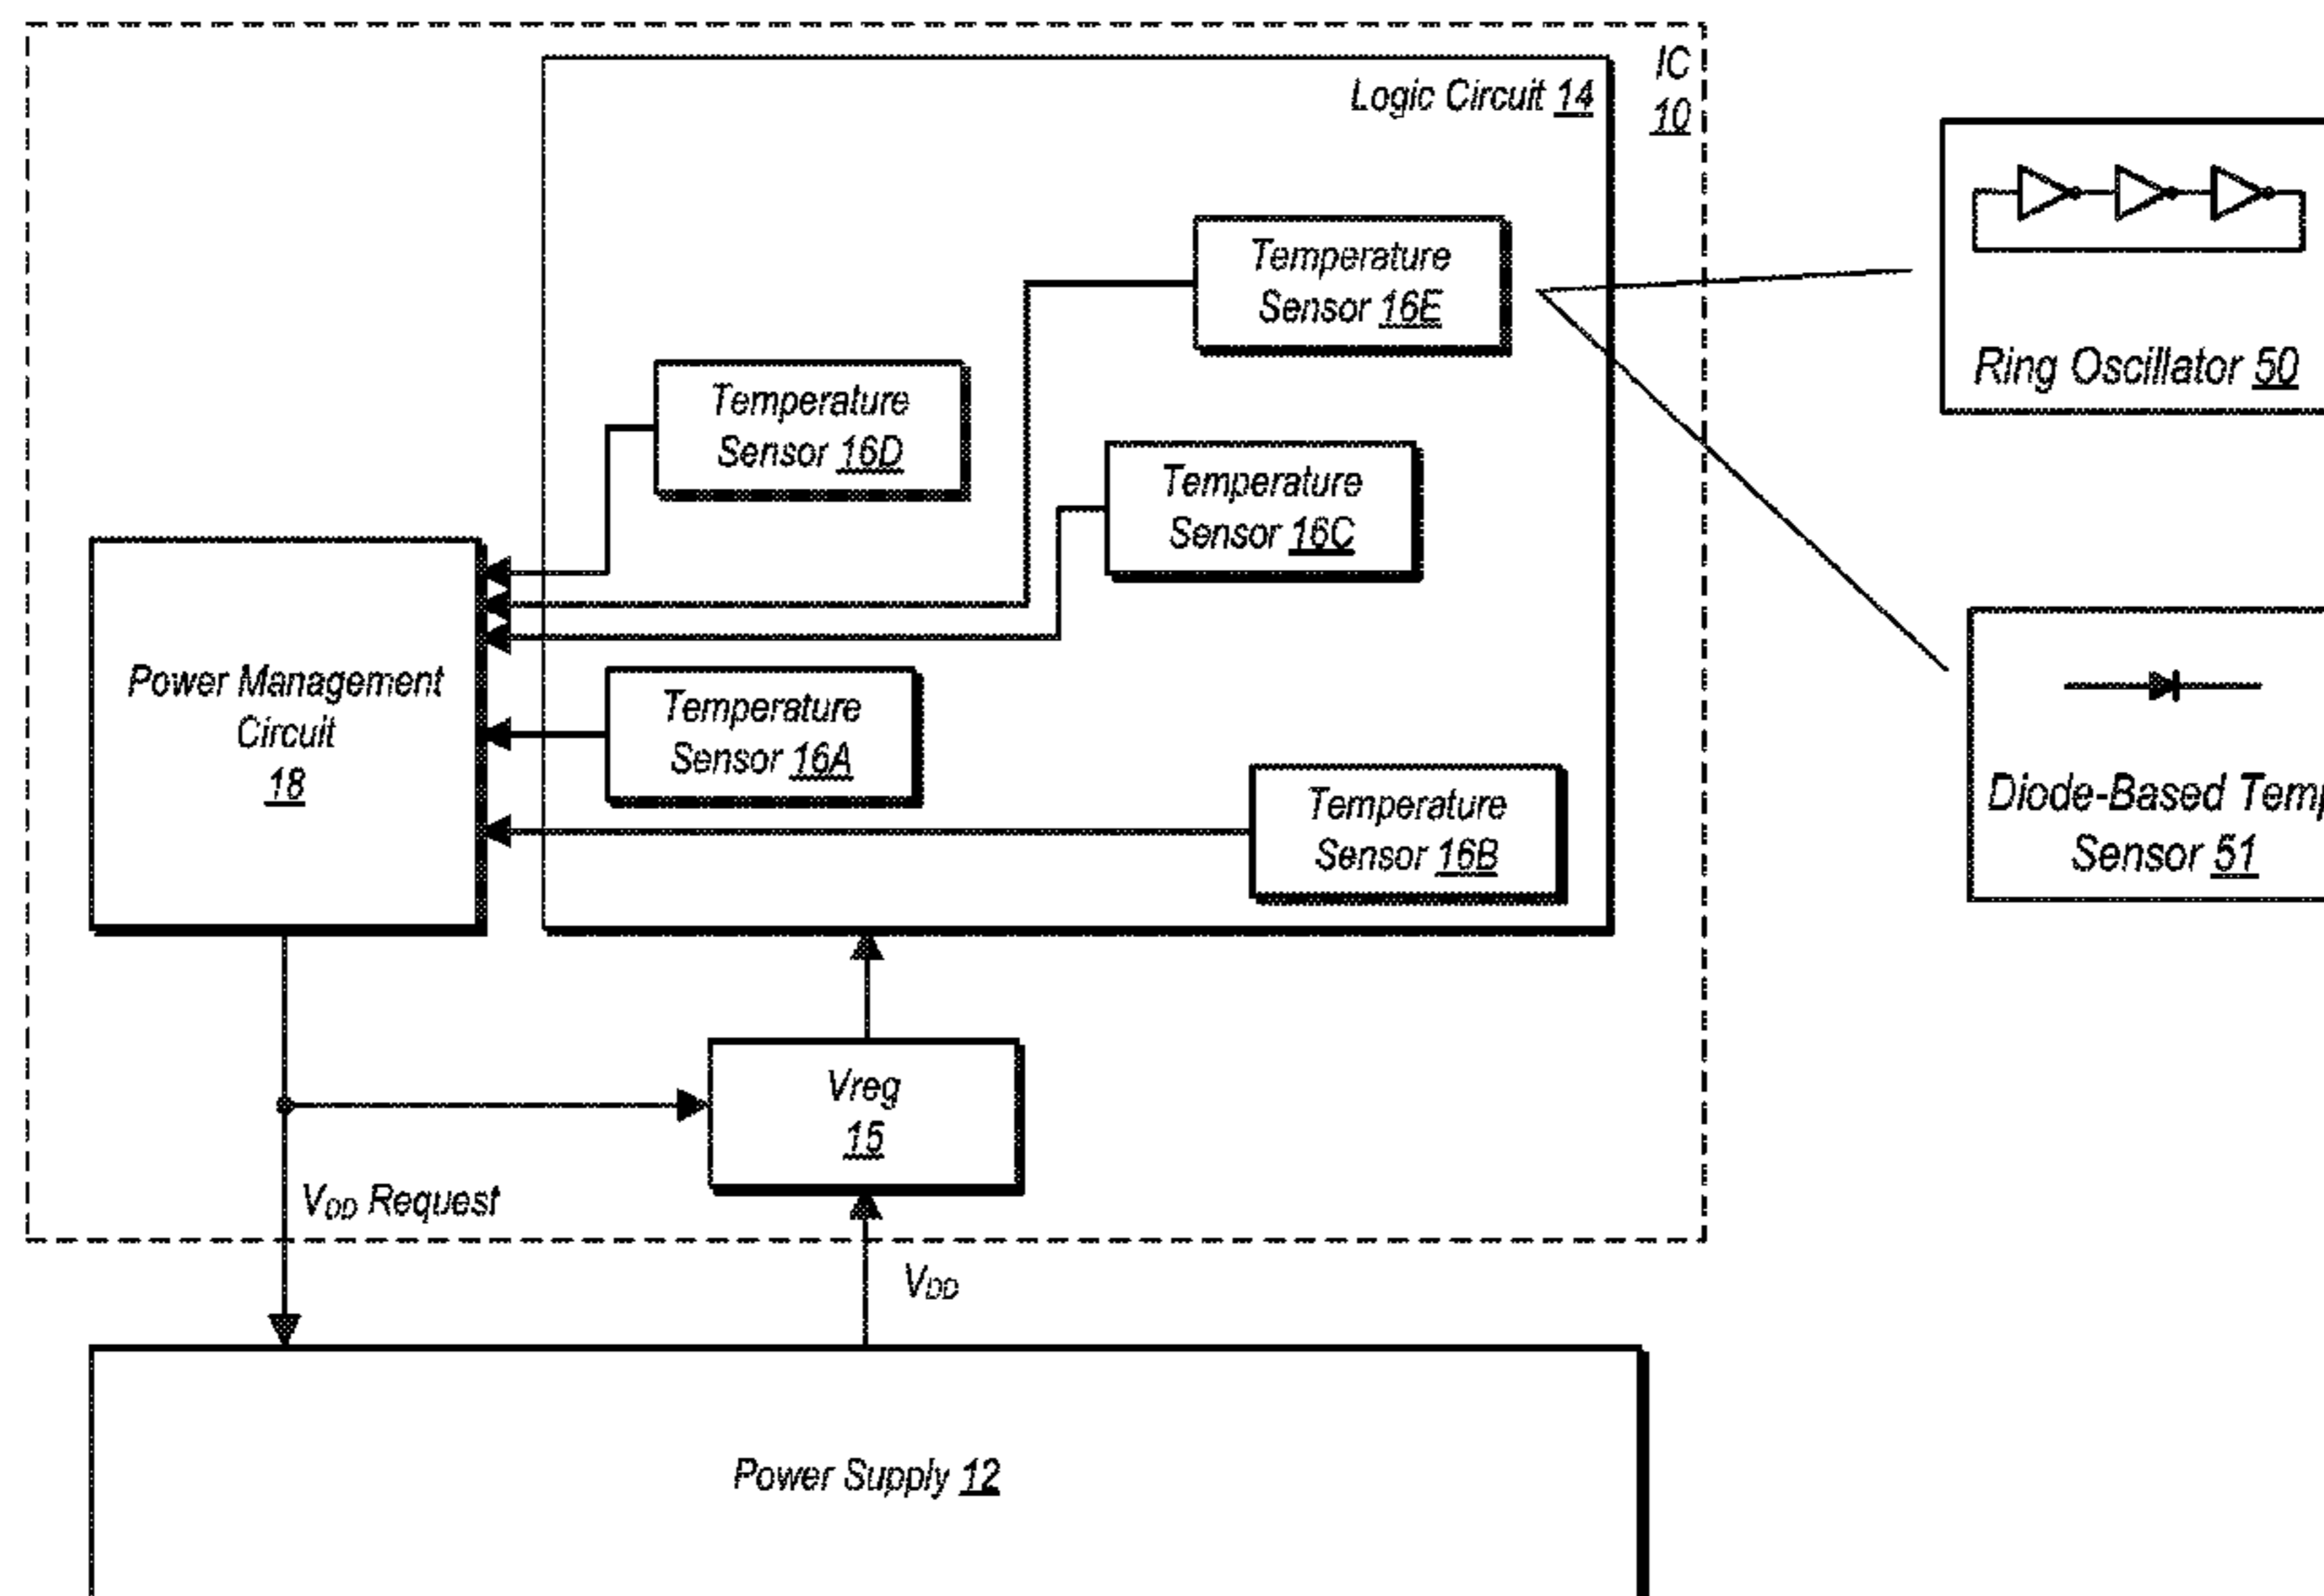 IC
10
Logic Circuit 14
Temperature
Sensor 16E
Ring Oscillator 50
Temperature
Sensor 16D
Temperature
Sensor 16C
Power Management
Circuit
18
Temperature
Sensor 16A
Temperature
Sensor 16B
Diode-Based Temp
Sensor 51
Vreg
15
VDD Request
VDD
Power Supply 12